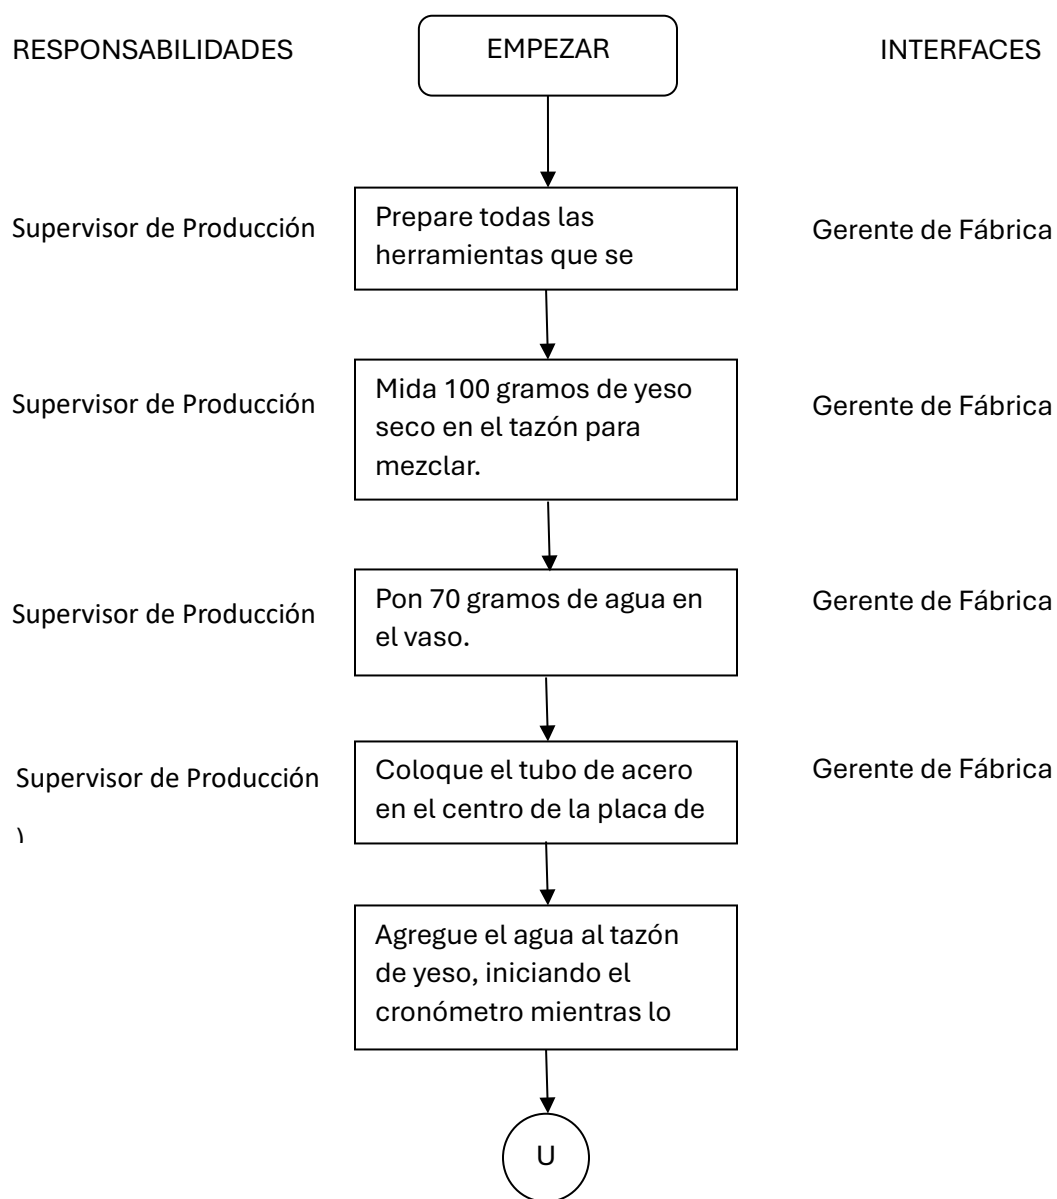 RESPONSABILIDADES
EMPEZAR
INTERFACES
Supervisor de Producción
Prepare todas las
herramientas que se
Gerente de Fábrica
Supervisor de Producción
Mida 100 gramos de yeso
seco en el tazón para
mezclar.
Gerente de Fábrica
Supervisor de Producción
Pon 70 gramos de agua en
el vaso.
Gerente de Fábrica
Supervisor de Producción
)
Coloque el tubo de acero
en el centro de la placa de
Gerente de Fábrica
Agregue el agua al tazón
de yeso, iniciando el
cronómetro mientras lo
U